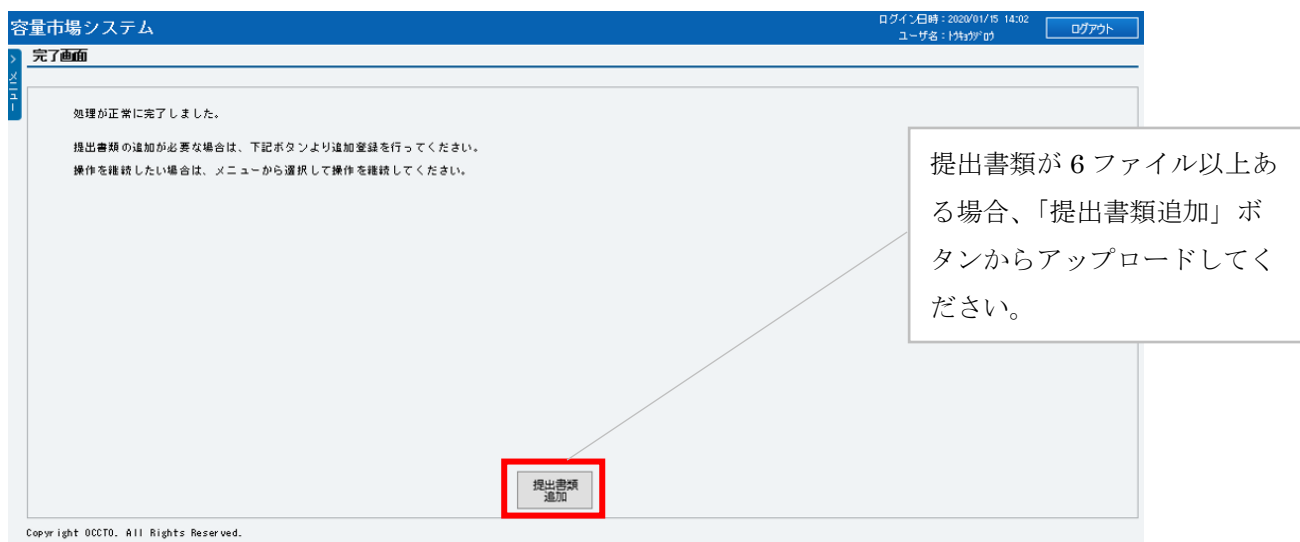 容量市場システム
ログイン日時：2020/01/15 14:02
ユーザ名：ﾄｳｷｮｳｼﾞﾛｳ
ログアウト
> メニュー
完了画面
処理が正常に完了しました。
提出書類の追加が必要な場合は、下記ボタンより追加登録を行ってください。
操作を継続したい場合は、メニューから選択して操作を継続してください。
提出書類が 6 ファイル以上あ
る場合、「提出書類追加」ボ
タンからアップロードしてく
ださい。
提出書類
追加
Copyright OCCTO. All Rights Reserved.